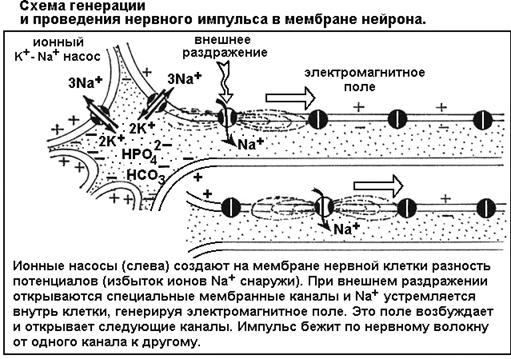 Схема генерации
и проведения нервного импульса в мембране нейрона.
ионный
K⁺- Na⁺ насос
внешнее
раздражение
электромагнитное
поле
3Na⁺
3Na⁺
2K⁺
2K⁺
HPO₄²⁻
HCO₃⁻
Na⁺
Na⁺
Ионные насосы (слева) создают на мембране нервной клетки разность
потенциалов (избыток ионов Na⁺ снаружи). При внешнем раздражении
открываются специальные мембранные каналы и Na⁺ устремляется
внутрь клетки, генерируя электромагнитное поле. Это поле возбуждает
и открывает следующие каналы. Импульс бежит по нервному волокну
от одного канала к другому.